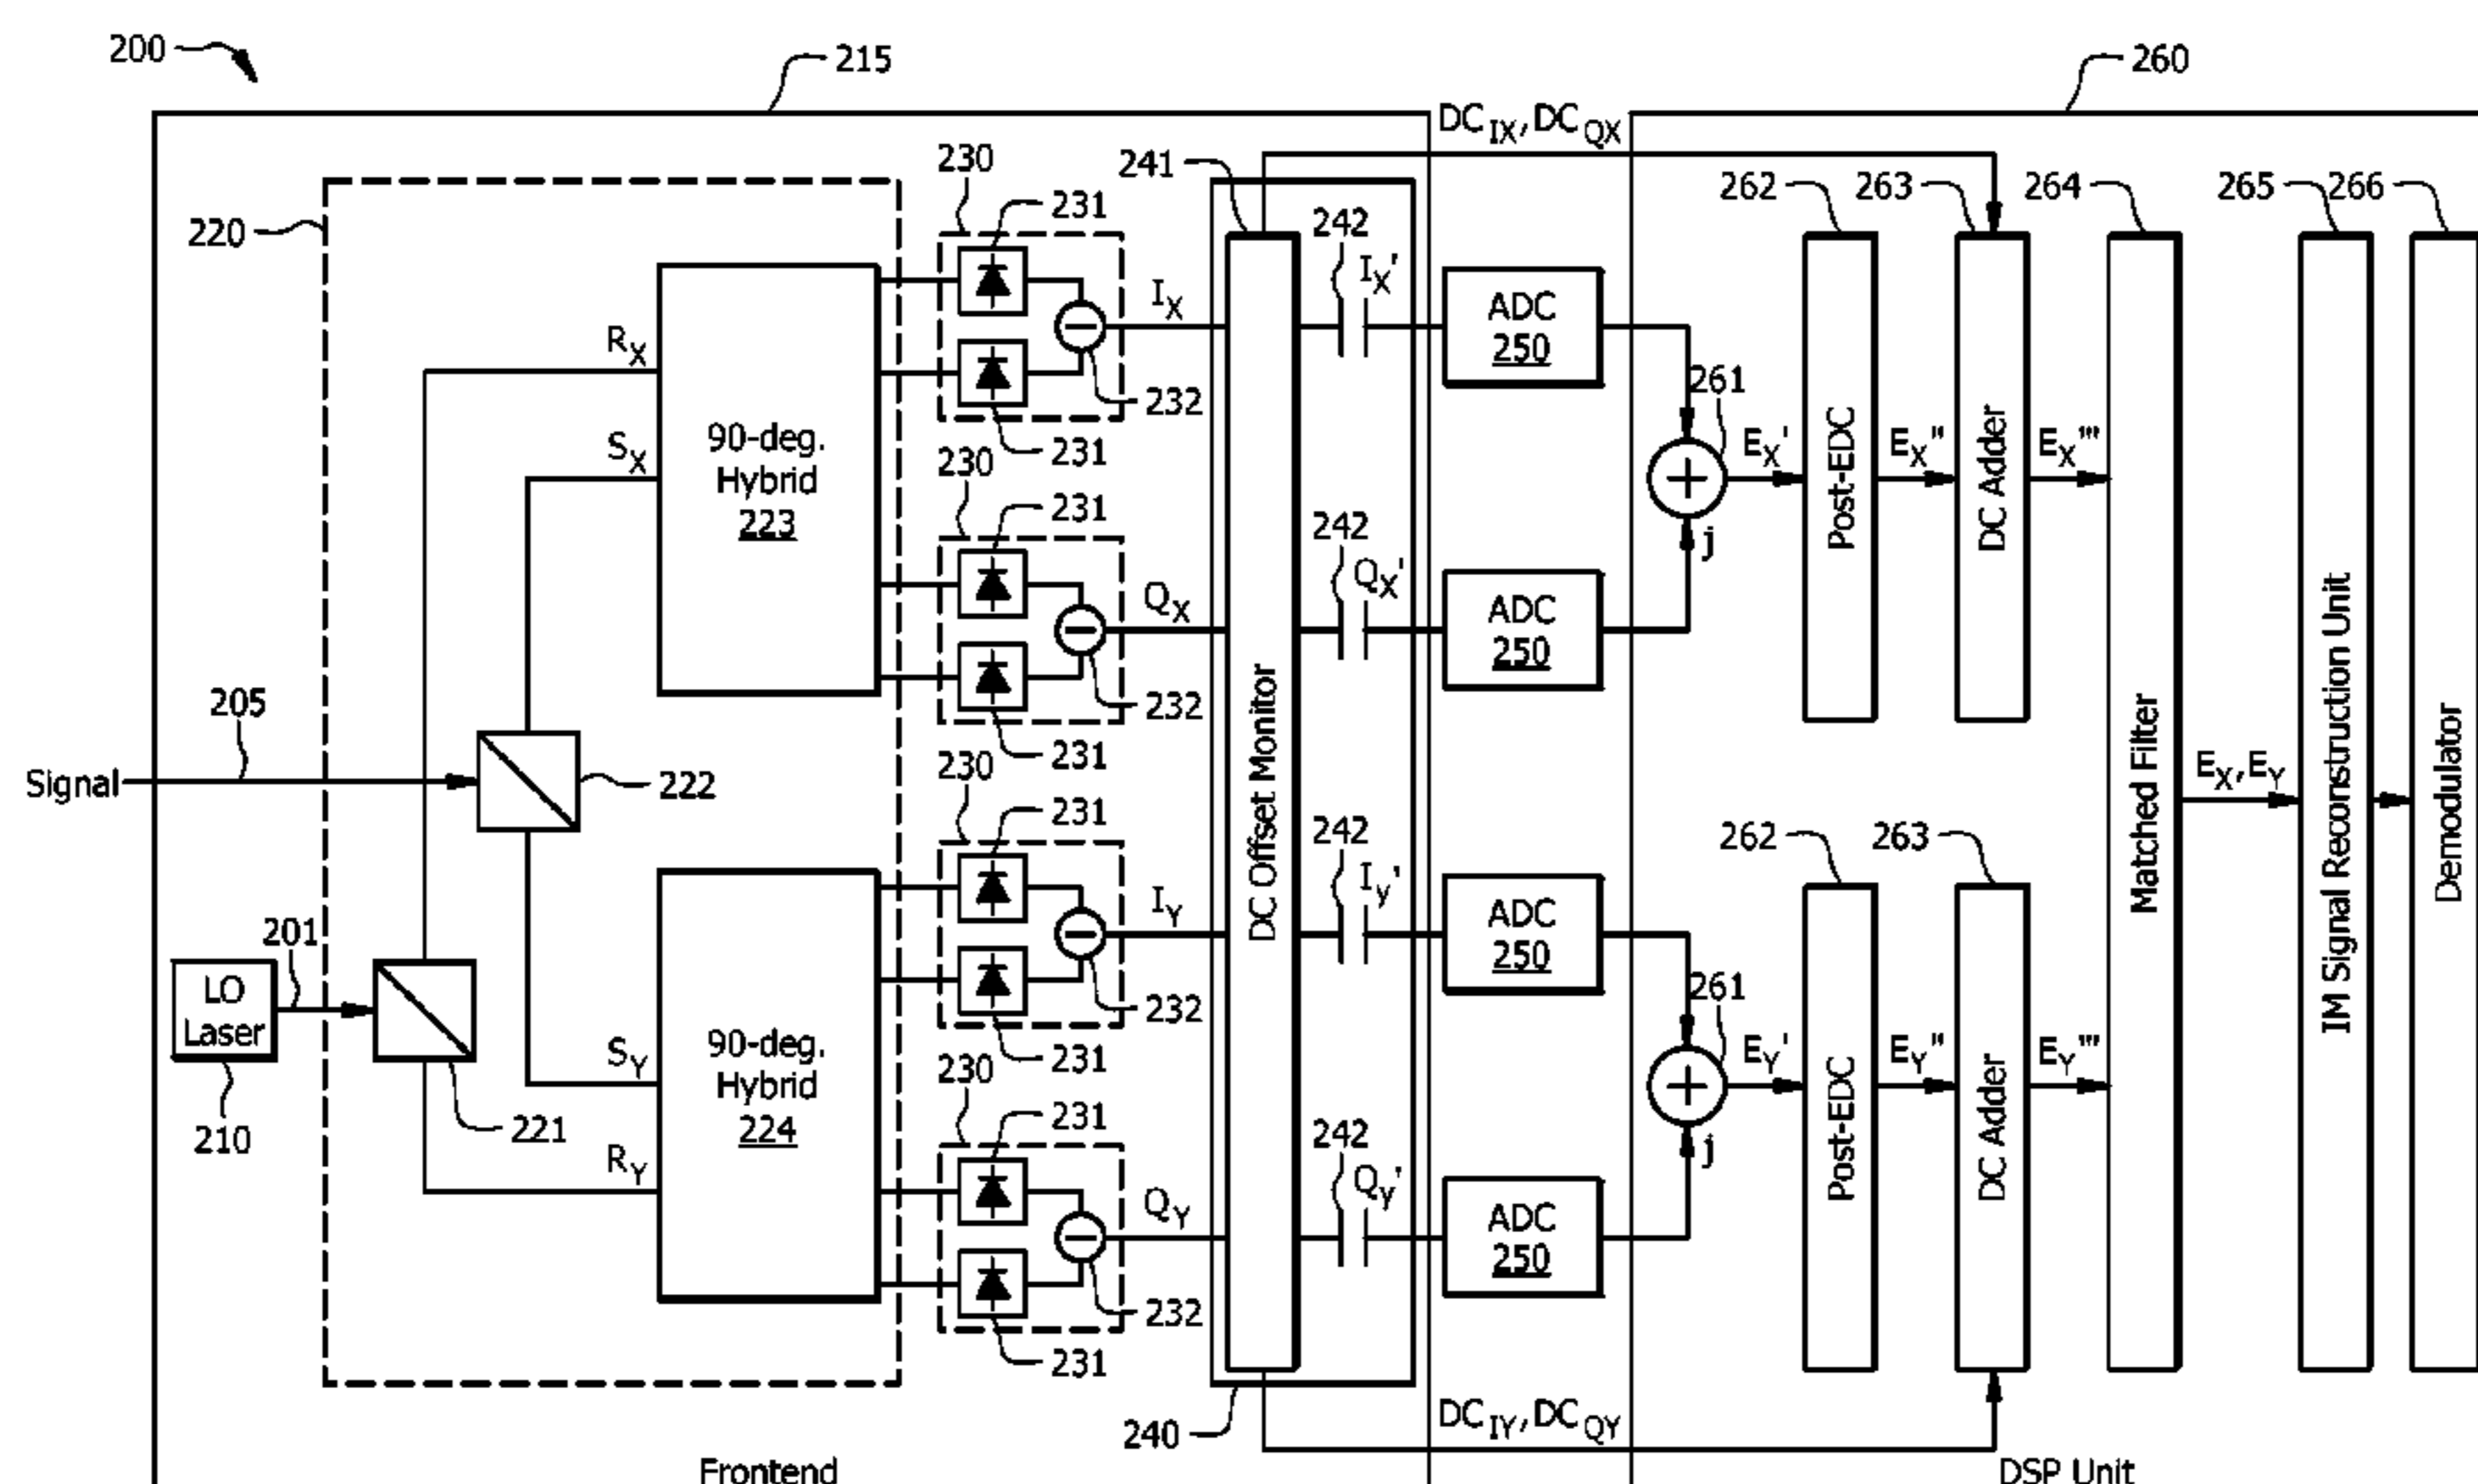 200
215
260
DC IX, DC QX
230
241
262
263
264
265
266
231
220
242
I X '
I X
ADC
250
R X
232
261
S X
90-deg.
Hybrid
223
231
230
E X '
Post-EDC
E X "
DC Adder
E X '''
231
242
Q X '
j
Q X
ADC
250
205
232
231
230
Signal
222
DC Offset Monitor
Matched Filter
E X , E Y
IM Signal Reconstruction Unit
Demodulator
231
242
262
263
I y '
I Y
ADC
250
201
LO
Laser
210
221
232
261
S Y
90-deg.
Hybrid
224
231
230
E Y '
Post-EDC
E Y "
DC Adder
E Y '''
231
242
j
R Y
Q y '
Q Y
ADC
250
232
231
240
DC IY, DC QY
Frontend
DSP Unit